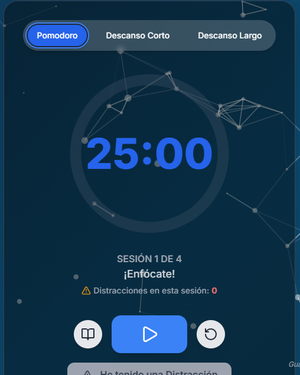 Pomodoro
Descanso Corto
Descanso Largo
25:00
SESIÓN 1 DE 4
¡Enfócate!
Distracciones en esta sesión: 0
He tenido una Distracción